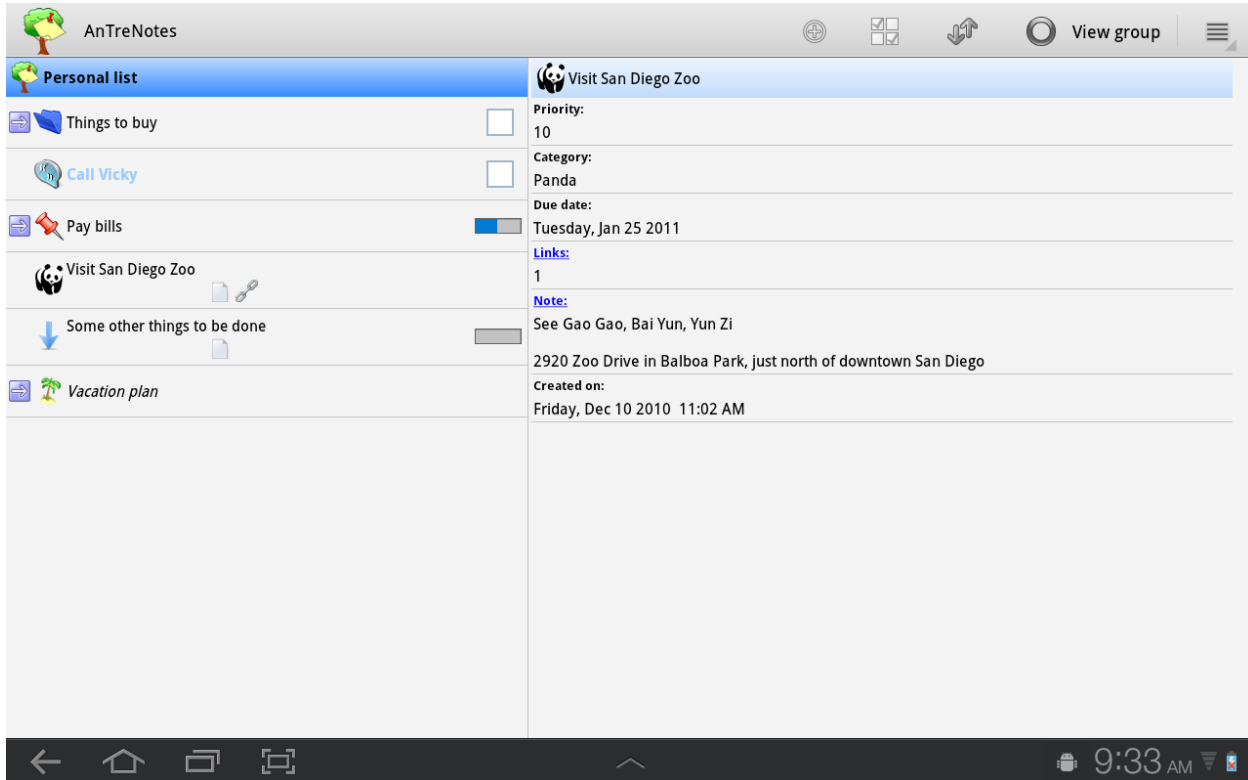 AnTreNotes
View group
Personal list
Things to buy
Call Vicky
Pay bills
Visit San Diego Zoo
Some other things to be done
Vacation plan
Visit San Diego Zoo
Priority:
10
Category:
Panda
Due date:
Tuesday, Jan 25 2011
Links:
1
Note:
See Gao Gao, Bai Yun, Yun Zi
2920 Zoo Drive in Balboa Park, just north of downtown San Diego
Created on:
Friday, Dec 10 2010  11:02 AM
9:33 AM